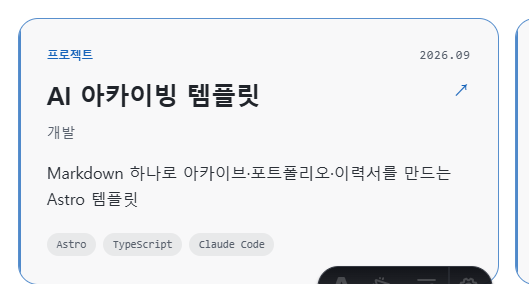 프로젝트
2026.09
AI 아카이빙 템플릿
↗
개발
Markdown 하나로 아카이브·포트폴리오·이력서를 만드는
Astro 템플릿
Astro
TypeScript
Claude Code